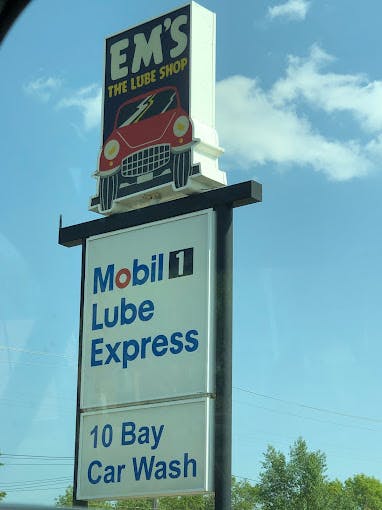 EM'S
THE LUBE SHOP
Mobil 1
Lube
Express
10 Bay
Car Wash